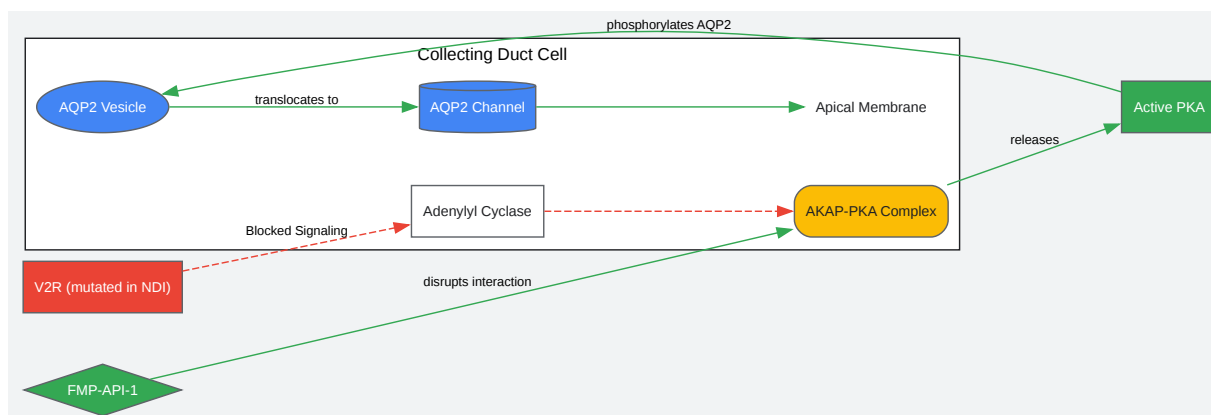 phosphorylates AQP2
Collecting Duct Cell
AQP2 Vesicle
translocates to
AQP2 Channel
Apical Membrane
Active PKA
releases
Adenylyl Cyclase
AKAP-PKA Complex
Blocked Signaling
V2R (mutated in NDI)
disrupts interaction
FMP-API-1